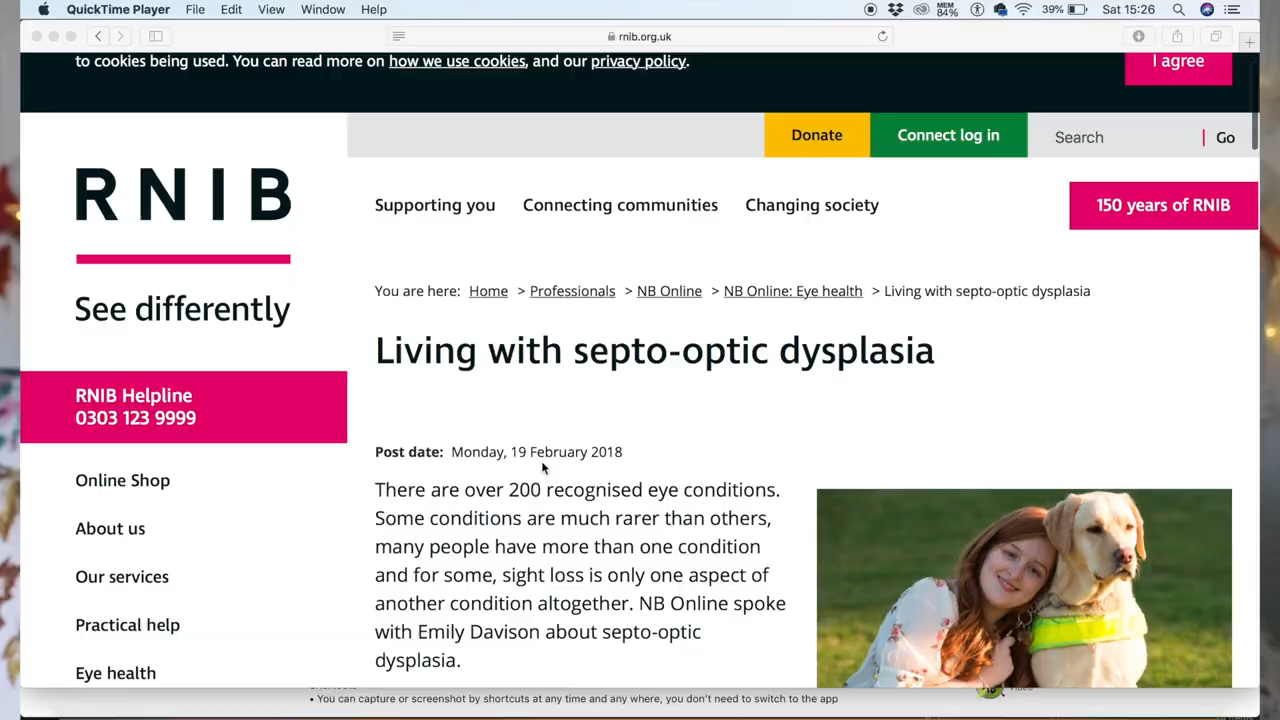 QuickTime Player File Edit View Window Help
MEM 84% 39% Sat 15:26
rnib.org.uk
to cookies being used. You can read more on how we use cookies, and our privacy policy.
I agree
Donate Connect log in Search Go
RNIB
See differently
Supporting you Connecting communities Changing society 150 years of RNIB
You are here: Home > Professionals > NB Online > NB Online: Eye health > Living with septo-optic dysplasia
Living with septo-optic dysplasia
RNIB Helpline
0303 123 9999
Online Shop
About us
Our services
Practical help
Eye health
Post date: Monday, 19 February 2018
There are over 200 recognised eye conditions.
Some conditions are much rarer than others,
many people have more than one condition
and for some, sight loss is only one aspect of
another condition altogether. NB Online spoke
with Emily Davison about septo-optic
dysplasia.
• You can capture or screenshot by shortcuts at any time and any where, you don't need to switch to the app